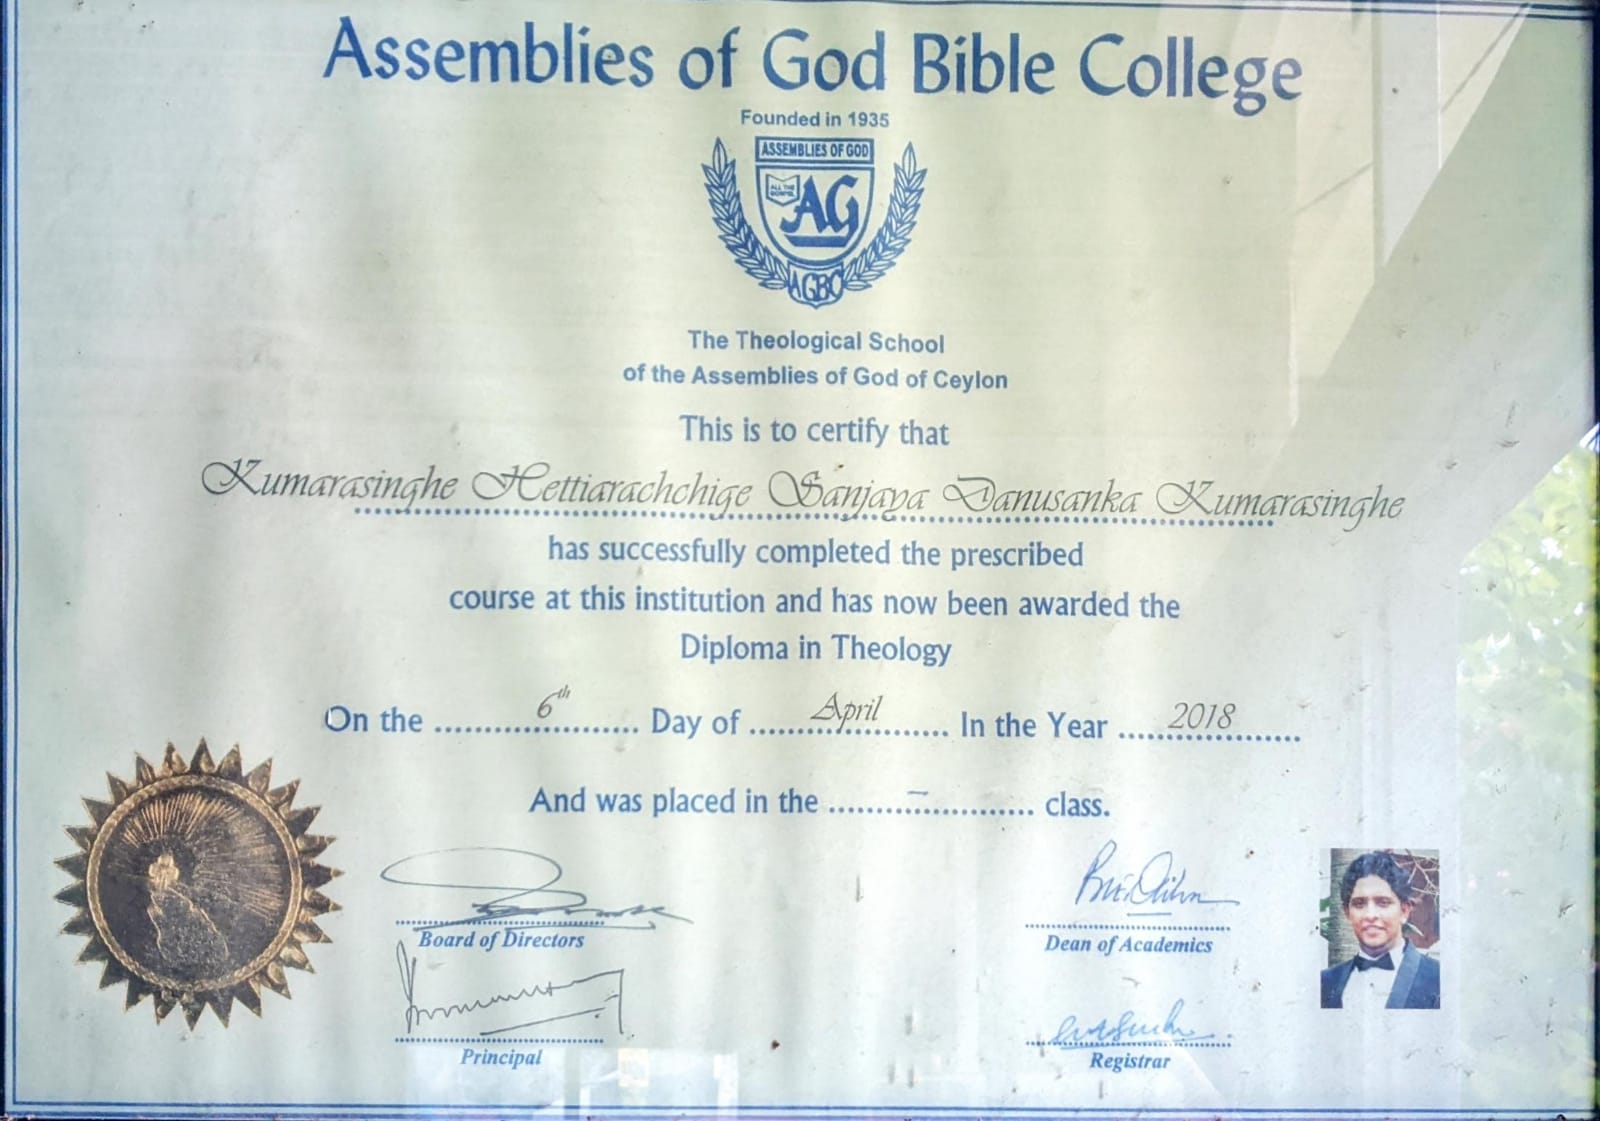 Assemblies of God Bible College
Founded in 1935
ASSEMBLIES OF GOD
ALL THE
GOSPEL
AG
AGBC
The Theological School
of the Assemblies of God of Ceylon
This is to certify that
Kumarasinghe Hettiarachchige Sanjaya Danusanka Kumarasinghe
has successfully completed the prescribed
course at this institution and has now been awarded the
Diploma in Theology
On the 6th Day of April In the Year 2018
And was placed in the – class.
Board of Directors
Dean of Academics
Principal
Registrar